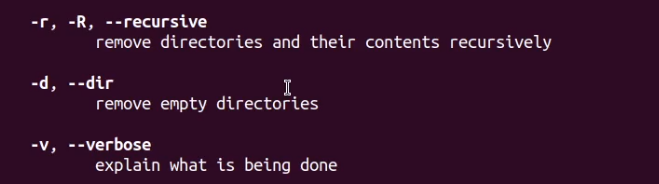 -r, -R, --recursive
remove directories and their contents recursively
-d, --dir
remove empty directories
-v, --verbose
explain what is being done